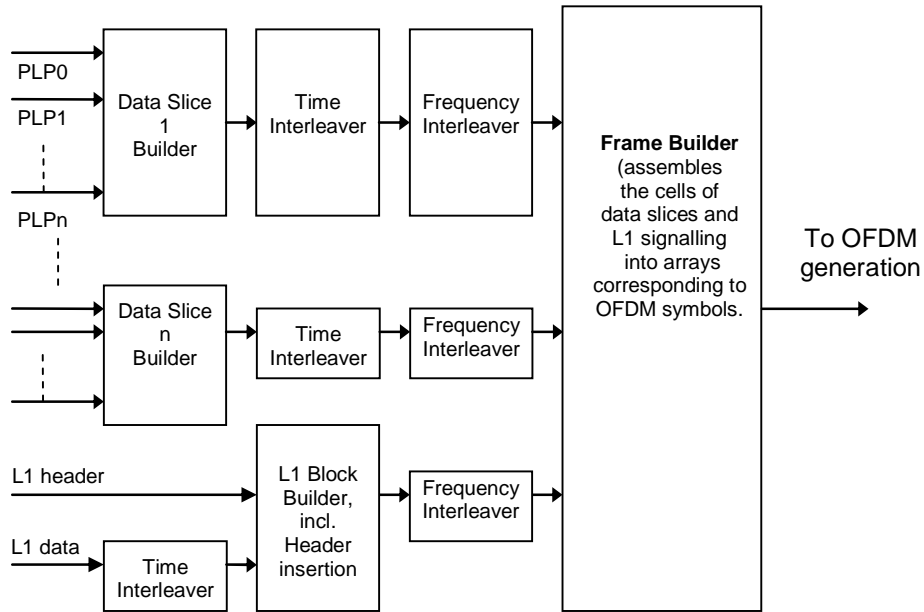 PLP0
PLP1
PLPn
Data Slice
1
Builder
Time
Interleaver
Frequency
Interleaver
Data Slice
n
Builder
Time
Interleaver
Frequency
Interleaver
L1 header
L1 data
Time
Interleaver
L1 Block
Builder,
incl.
Header
insertion
Frequency
Interleaver
Frame Builder
(assembles
the cells of
data slices and
L1 signalling
into arrays
corresponding to
OFDM symbols.
To OFDM
generation